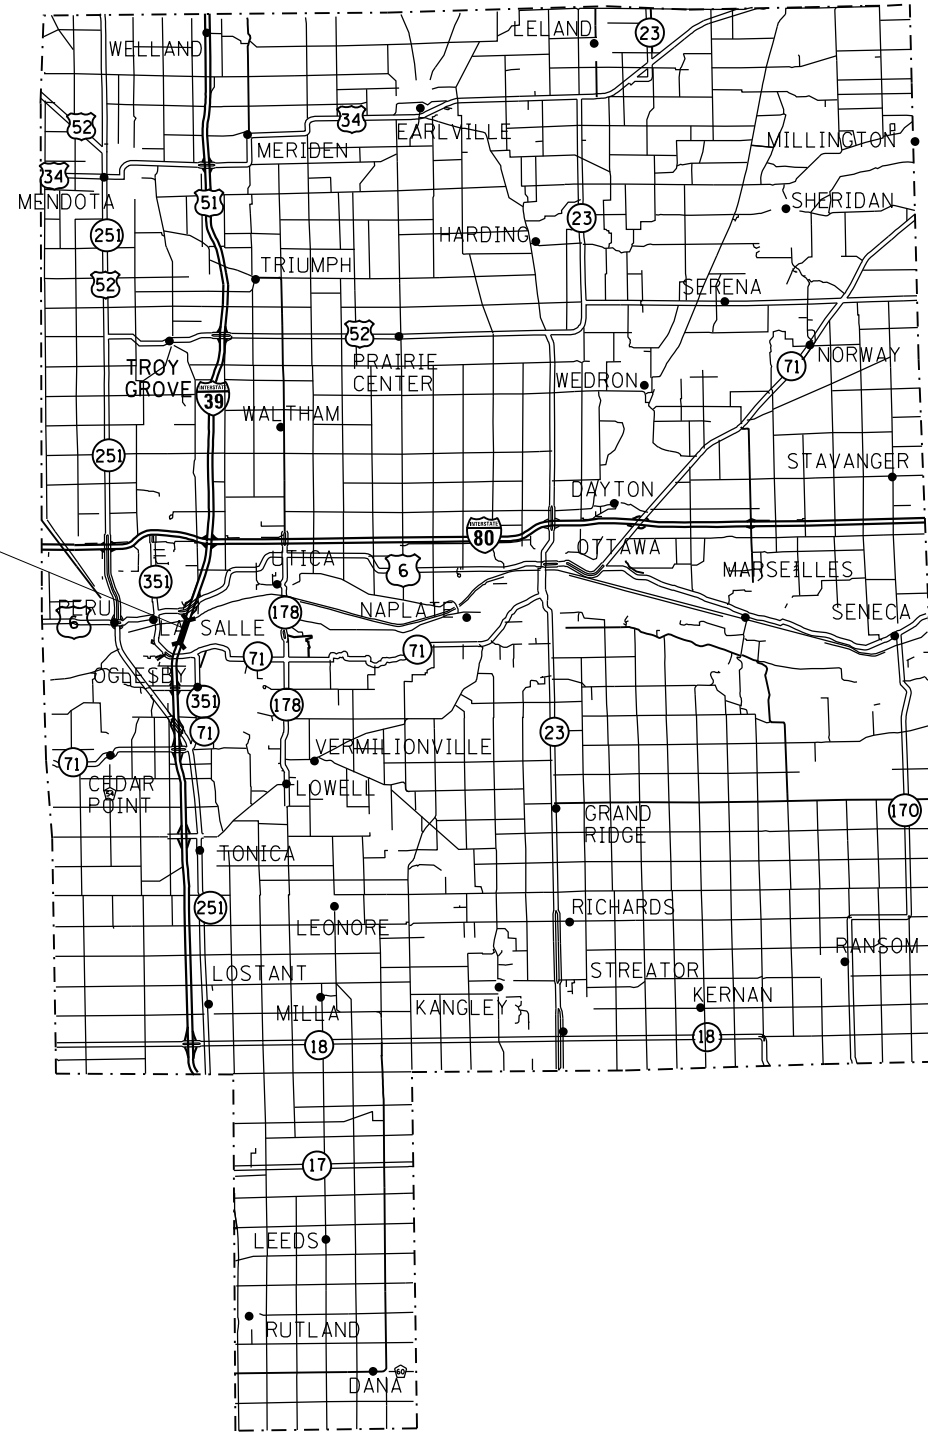 WELLAND
LELAND
23
52
34
EARLVILLE
MERIDEN
MILLINGTON
34
MENDOTA
51
SHERIDAN
23
251
HARDING
TRIUMPH
52
SERENA
52
TROY
GROVE
PRAIRIE
CENTER
NORWAY
71
WEDRON
INTERSTATE
39
WALTHAM
251
STAVANGER
DAYTON
INTERSTATE
80
OTTAWA
UTICA
6
351
MARSEILLES
PERU
6
178
NAPLATE
SENECA
LA SALLE
71
71
OGLESBY
351
178
71
23
VERMILIONVILLE
71
CEDAR
POINT
LOWELL
GRAND
RIDGE
170
TONICA
251
RICHARDS
LEONORE
RANSOM
LOSTANT
STREATOR
MILLA
KANGLEY
KERNAN
18
18
17
LEEDS
RUTLAND
DANA
60